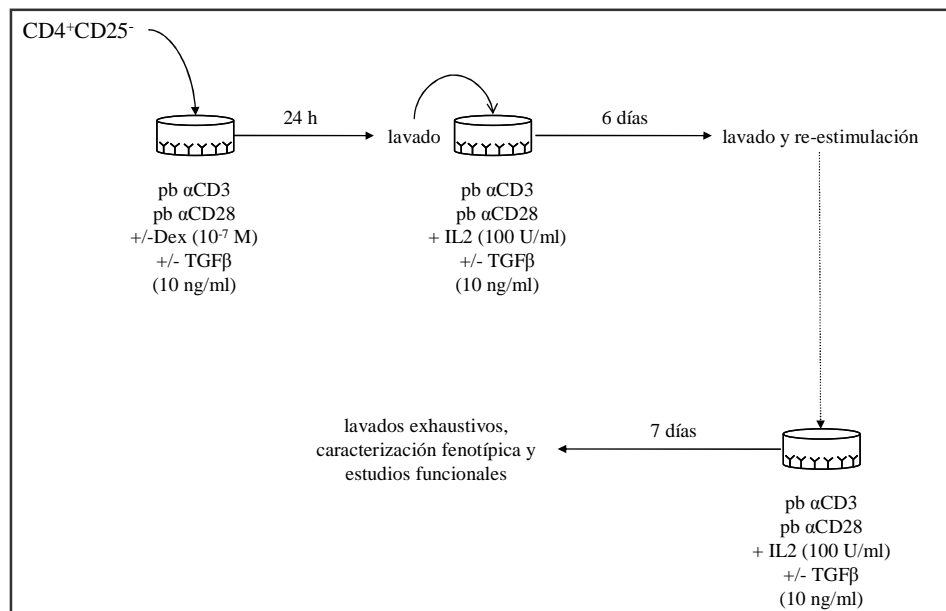 CD4⁺CD25⁻
24 h
lavado
6 días
lavado y re-estimulación
pb αCD3
pb αCD28
+/-Dex (10⁻⁷ M)
+/- TGFβ
(10 ng/ml)
pb αCD3
pb αCD28
+ IL2 (100 U/ml)
+/- TGFβ
(10 ng/ml)
7 días
lavados exhaustivos,
caracterización fenotípica y
estudios funcionales
pb αCD3
pb αCD28
+ IL2 (100 U/ml)
+/- TGFβ
(10 ng/ml)